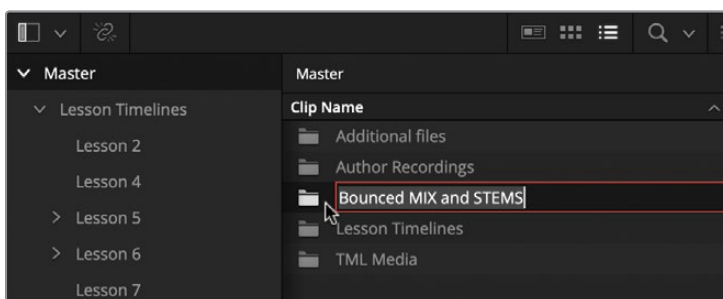 Master
Lesson Timelines
Lesson 2
Lesson 4
Lesson 5
Lesson 6
Lesson 7
Master
Clip Name
Additional files
Author Recordings
Bounced MIX and STEMS
Lesson Timelines
TML Media